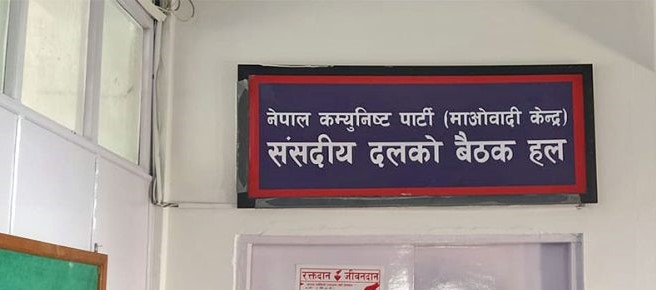 नेपाल कम्युनिष्ट पार्टी (माओवादी केन्द्र)
संसदीय दलको बैठक हल
रक्तदान जीवनदान